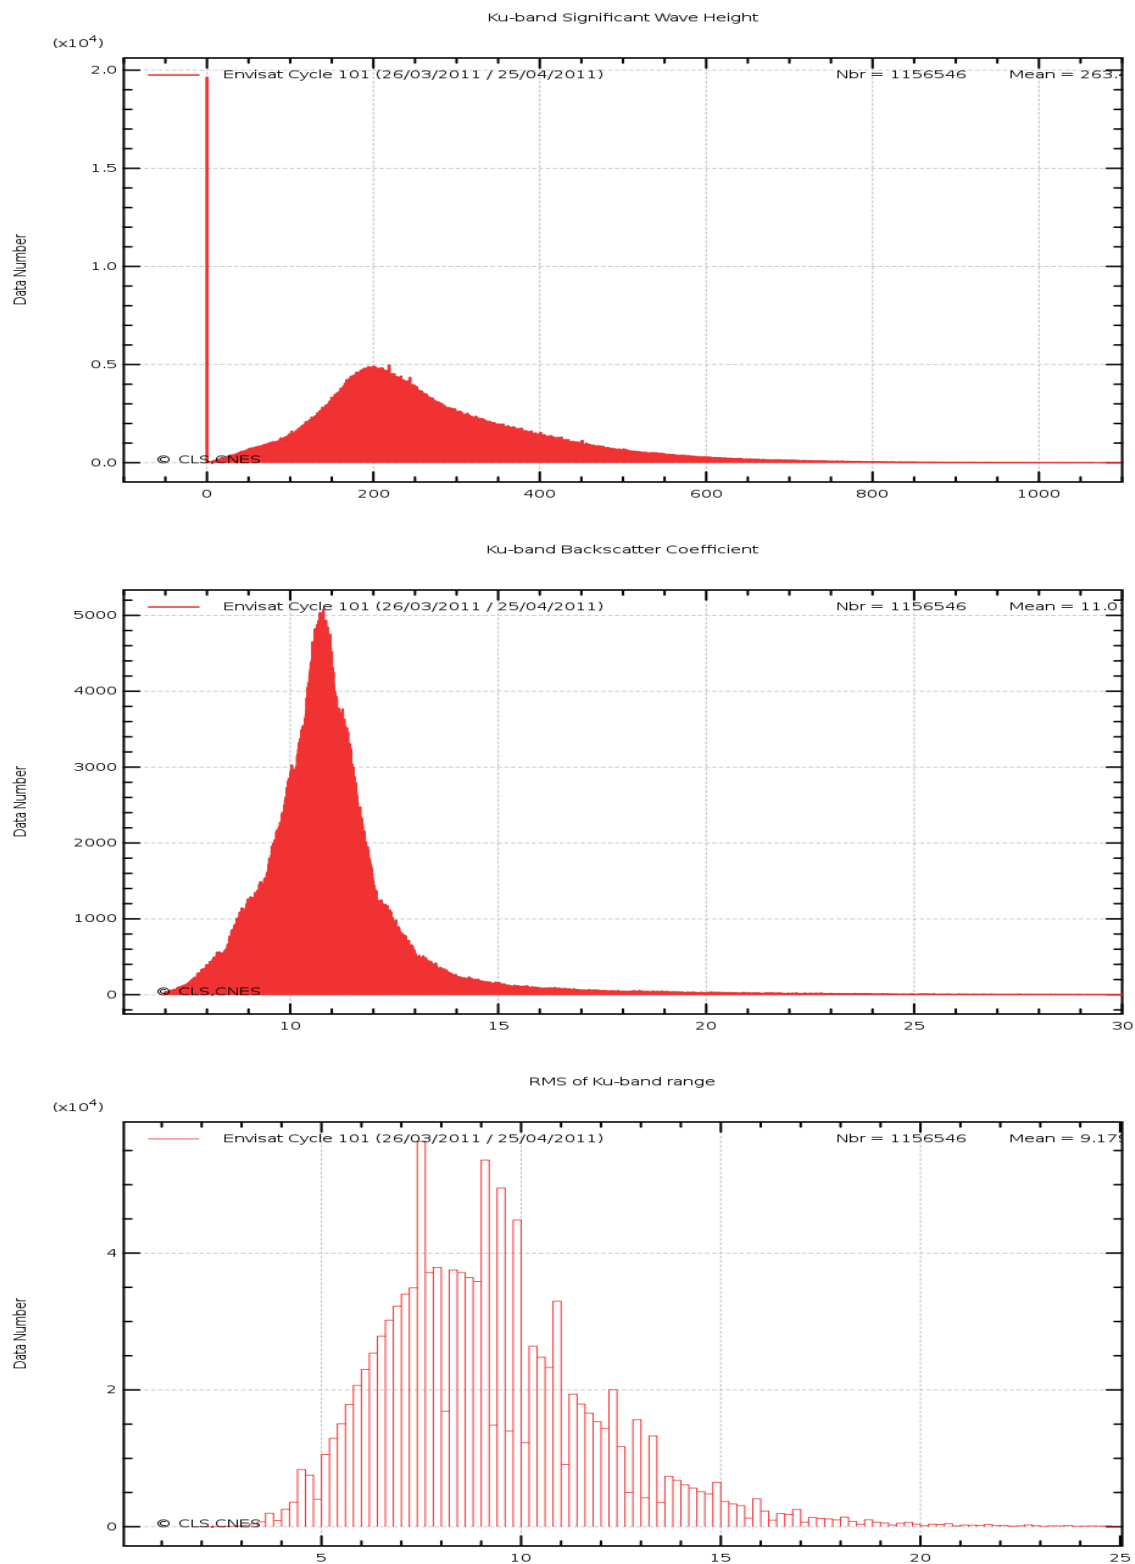 Ku-band Significant Wave Height
(x10⁴)
Envisat Cycle 101 (26/03/2011 / 25/04/2011) Nbr = 1156546 Mean = 263.
2.0
1.5
1.0
0.5
0.0
Data Number
© CLS,CNES
0 200 400 600 800 1000
Ku-band Backscatter Coefficient
Envisat Cycle 101 (26/03/2011 / 25/04/2011) Nbr = 1156546 Mean = 11.0
5000
4000
3000
2000
1000
0
Data Number
© CLS,CNES
10 15 20 25 30
RMS of Ku-band range
(x10⁴)
Envisat Cycle 101 (26/03/2011 / 25/04/2011) Nbr = 1156546 Mean = 9.17
4
2
0
Data Number
© CLS,CNES
5 10 15 20 25